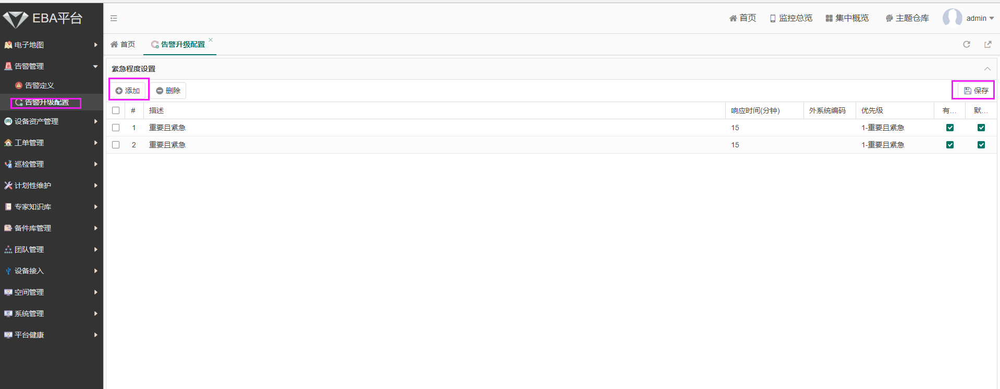 EBA平台
首页 监控总览 集中概览 主题仓库 admin
首页 告警升级配置
电子地图
告警管理
告警定义
告警升级配置
设备资产管理
工单管理
巡检管理
计划性维护
专家知识库
备件库管理
团队管理
设备接入
空间管理
系统管理
平台健康
紧急程度设置
添加 删除 保存
# 描述 响应时间(分钟) 外系统编码 优先级 有... 默...
1 重要且紧急 15 1-重要且紧急
2 重要且紧急 15 1-重要且紧急